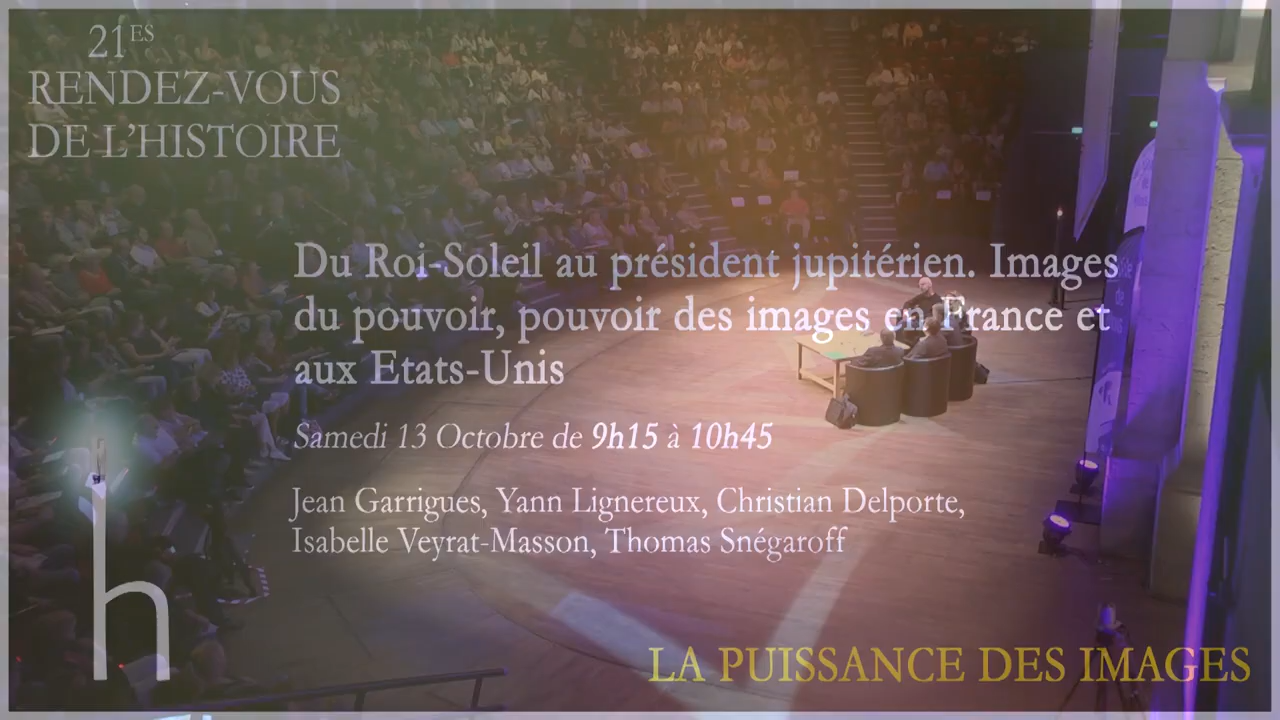 21ES
RENDEZ-VOUS
DE L'HISTOIRE
Du Roi-Soleil au président jupitérien. Images
du pouvoir, pouvoir des images en France et
aux Etats-Unis
Samedi 13 Octobre de 9h15 à 10h45
Jean Garrigues, Yann Lignereux, Christian Delporte,
Isabelle Veyrat-Masson, Thomas Snégaroff
h
LA PUISSANCE DES IMAGES